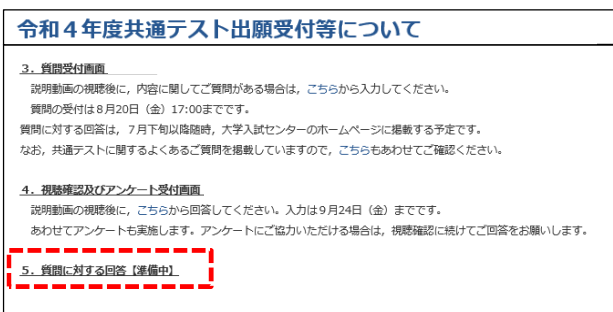 令和４年度共通テスト出願受付等について
３．質問受付画面
説明動画の視聴後に，内容に関してご質問がある場合は，こちらから入力してください。
質問の受付は８月20日（金）17:00までです。
質問に対する回答は，７月下旬以降随時，大学入試センターのホームページに掲載する予定です。
なお，共通テストに関するよくあるご質問を掲載していますので，こちらもあわせてご確認ください。
４．視聴確認及びアンケート受付画面
説明動画の視聴後に，こちらから回答してください。入力は９月24日（金）までです。
あわせてアンケートも実施します。アンケートにご協力いただける場合は，視聴確認に続けてご回答をお願いします。
５．質問に対する回答【準備中】